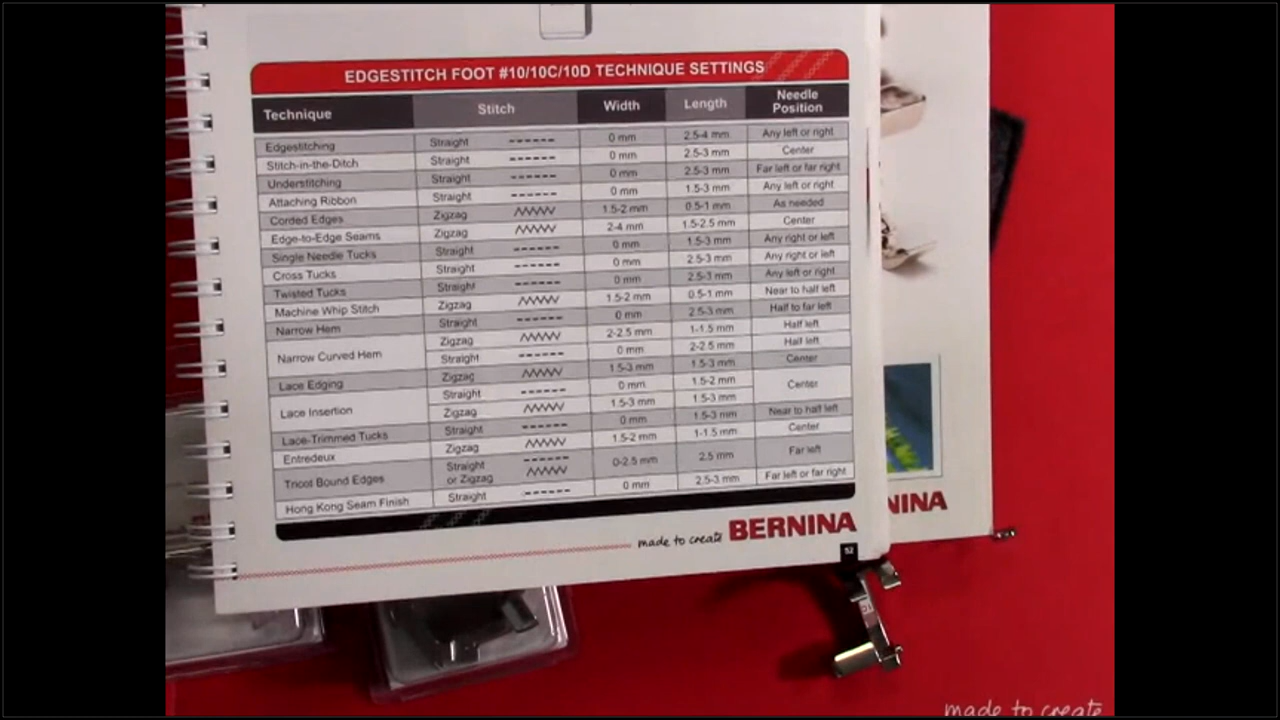 EDGESTITCH FOOT #10/10C/10D TECHNIQUE SETTINGS
Technique Stitch Width Length Needle Position
Edgestitching Straight 0 mm 2.5-4 mm Any left or right
Stitch-in-the-Ditch Straight 0 mm 2.5-3 mm Center
Understitching Straight 0 mm 2.5-3 mm Far left or far right
Attaching Ribbon Straight 0 mm 1.5-3 mm Any left or right
Corded Edges Zigzag 1.5-2 mm 0.5-1 mm As needed
Edge-to-Edge Seams Zigzag 2-4 mm 1.5-2.5 mm Center
Single Needle Tucks Straight 0 mm 1.5-3 mm Any right or left
Cross Tucks Straight 0 mm 2.5-3 mm Any right or left
Twisted Tucks Straight 0 mm 2.5-3 mm Any left or right
Machine Whip Stitch Zigzag 1.5-2 mm 0.5-1 mm Near to half left
Narrow Hem Straight 0 mm 2.5-3 mm Half to far left
Narrow Curved Hem Zigzag 2-2.5 mm 1-1.5 mm Half left
Straight 0 mm 2-2.5 mm Half left
Lace Edging Zigzag 1.5-3 mm 1.5-3 mm Center
Lace Insertion Straight 0 mm 1.5-2 mm Center
Zigzag 1.5-3 mm 1.5-3 mm
Lace-Trimmed Tucks Straight 0 mm 1.5-3 mm Near to half left
Entredeux Zigzag 1.5-2 mm 1-1.5 mm Center
Tricot Bound Edges Straight or Zigzag 0-2.5 mm 2.5 mm Far left
Hong Kong Seam Finish Straight 0 mm 2.5-3 mm Far left or far right
made to create BERNINA
52
NINA
made to create